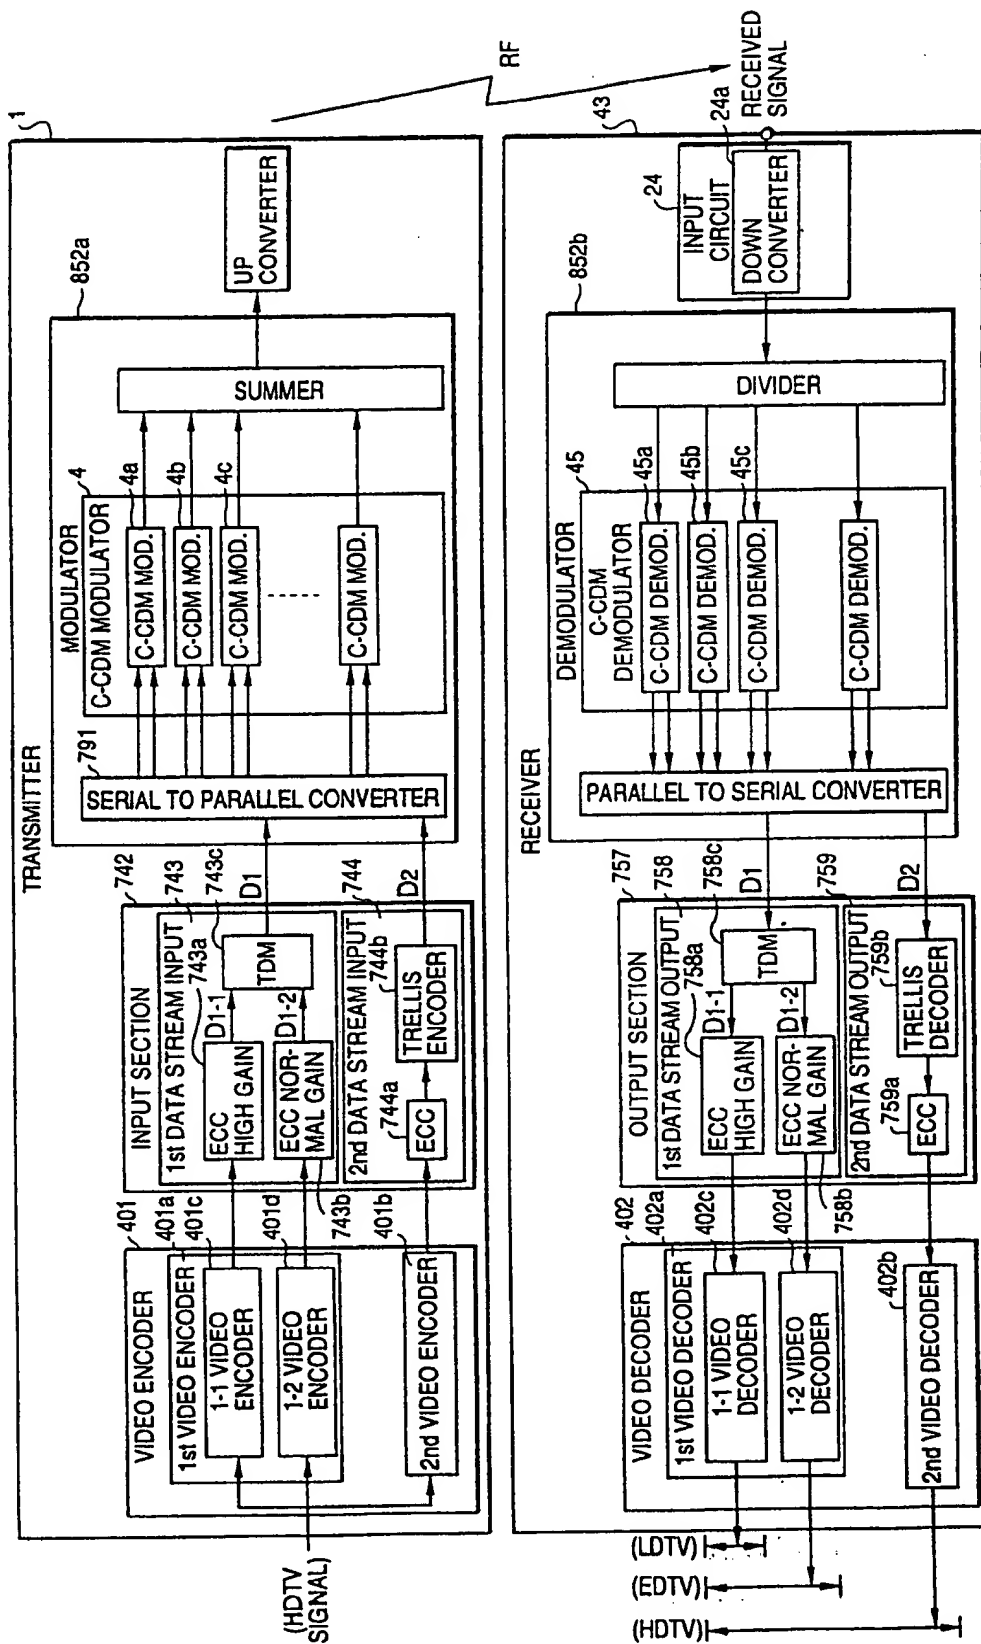 TRANSMITTER
1
VIDEO ENCODER
401
1st VIDEO ENCODER
401a
401c
1-1 VIDEO
ENCODER
401d
1-2 VIDEO
ENCODER
401b
2nd VIDEO ENCODER
(HDTV
SIGNAL)
INPUT SECTION
742
1st DATA STREAM INPUT
743
743a
743c
ECC
HIGH GAIN
D1-1
TDM
D1
ECC NOR-
MAL GAIN
D1-2
743b
2nd DATA STREAM INPUT
744
744a
744b
ECC
TRELLIS
ENCODER
D2
852a
791
SERIAL TO PARALLEL CONVERTER
MODULATOR
C-CDM MODULATOR
4
4a
C-CDM MOD.
4b
C-CDM MOD.
4c
C-CDM MOD.
C-CDM MOD.
SUMMER
UP
CONVERTER
RF
RECEIVED
SIGNAL
RECEIVER
43
24
INPUT
CIRCUIT
24a
DOWN
CONVERTER
852b
DIVIDER
DEMODULATOR
C-CDM
DEMODULATOR
45
45a
C-CDM DEMOD.
45b
C-CDM DEMOD.
45c
C-CDM DEMOD.
C-CDM DEMOD.
PARALLEL TO SERIAL CONVERTER
OUTPUT SECTION
757
1st DATA STREAM OUTPUT
758
758a
758c
D1
TDM
D1-1
ECC
HIGH GAIN
D1-2
ECC NOR-
MAL GAIN
758b
2nd DATA STREAM OUTPUT
759
759a
759b
D2
TRELLIS
DECODER
ECC
VIDEO DECODER
402
1st VIDEO DECODER
402a
402c
1-1 VIDEO
DECODER
402d
1-2 VIDEO
DECODER
402b
2nd VIDEO DECODER
(LDTV)
(EDTV)
(HDTV)